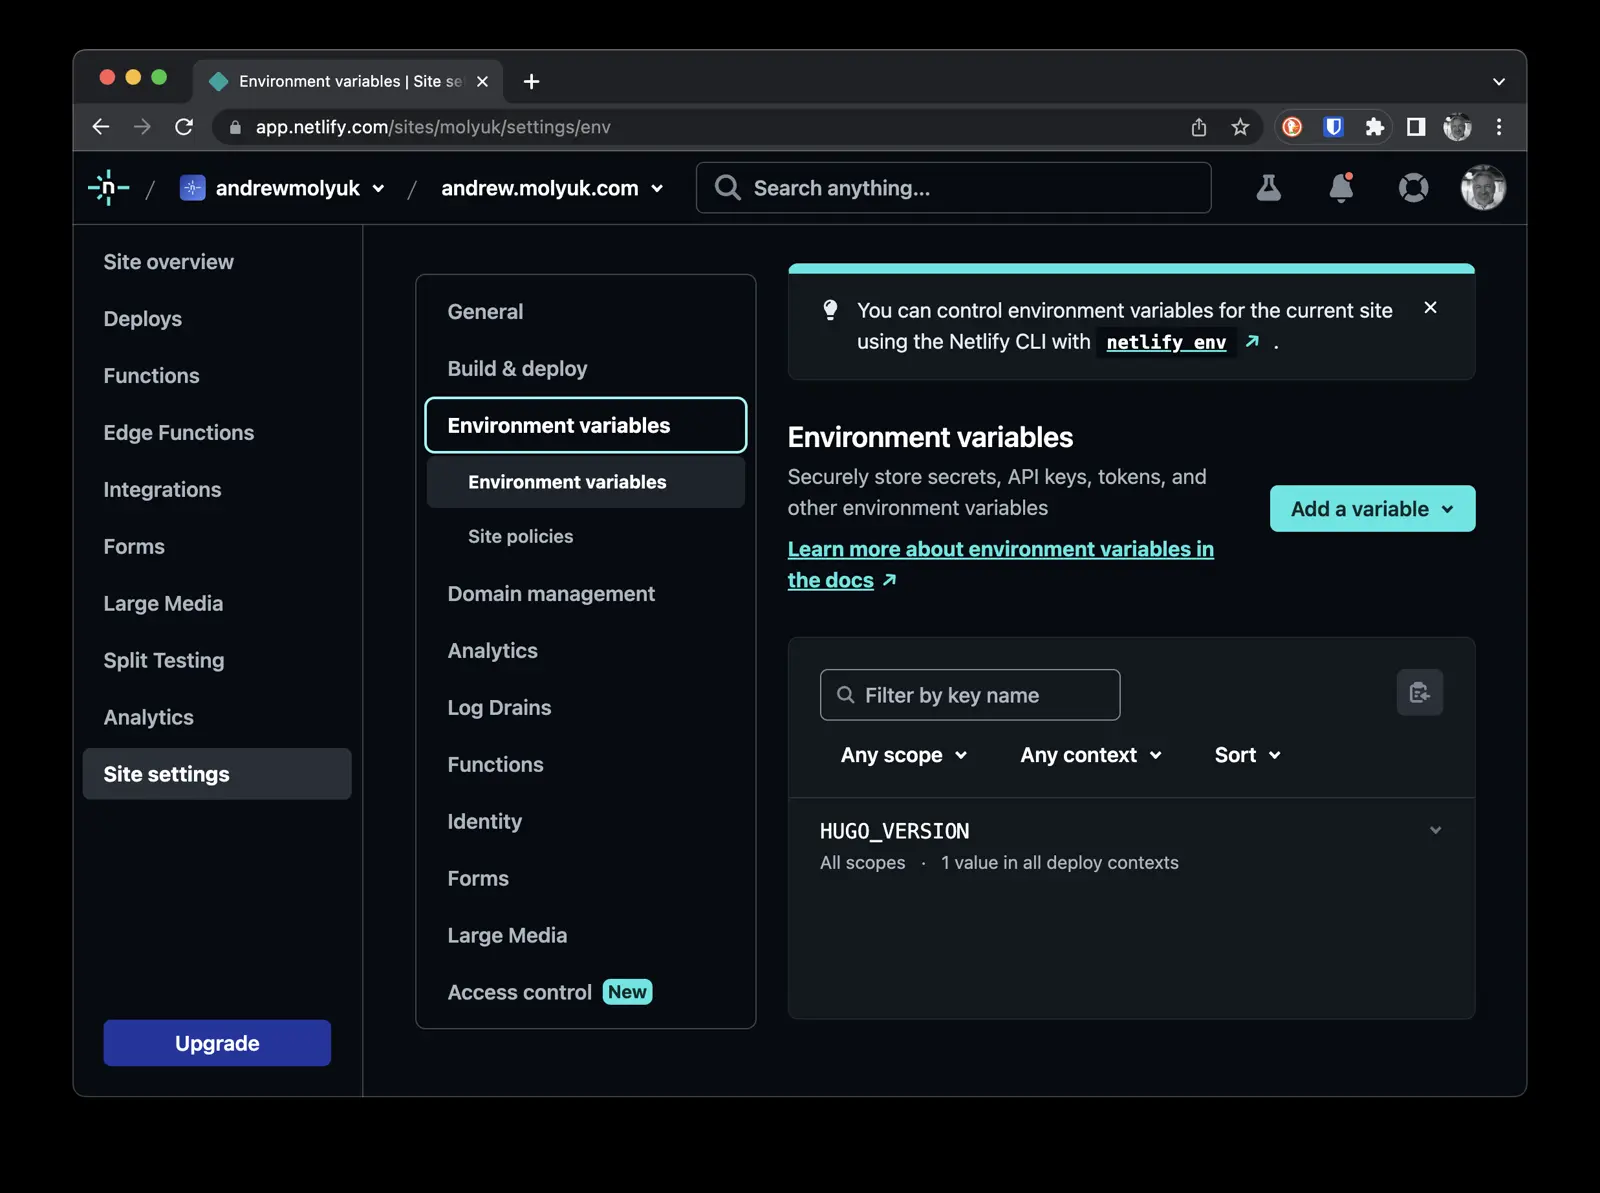 Environment variables | Site se
app.netlify.com/sites/molyuk/settings/env
n / andrewmolyuk / andrew.molyuk.com
Search anything...
Site overview
Deploys
Functions
Edge Functions
Integrations
Forms
Large Media
Split Testing
Analytics
Site settings
Upgrade
General
Build & deploy
Environment variables
Environment variables
Site policies
Domain management
Analytics
Log Drains
Functions
Identity
Forms
Large Media
Access control New
You can control environment variables for the current site
using the Netlify CLI with netlify env .
Environment variables
Securely store secrets, API keys, tokens, and
other environment variables
Learn more about environment variables in
the docs
Add a variable
Filter by key name
Any scope Any context Sort
HUGO_VERSION
All scopes · 1 value in all deploy contexts